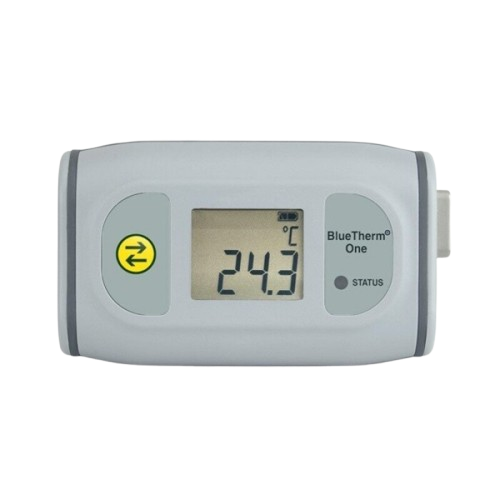 °C
24.3
BlueTherm®
One
STATUS